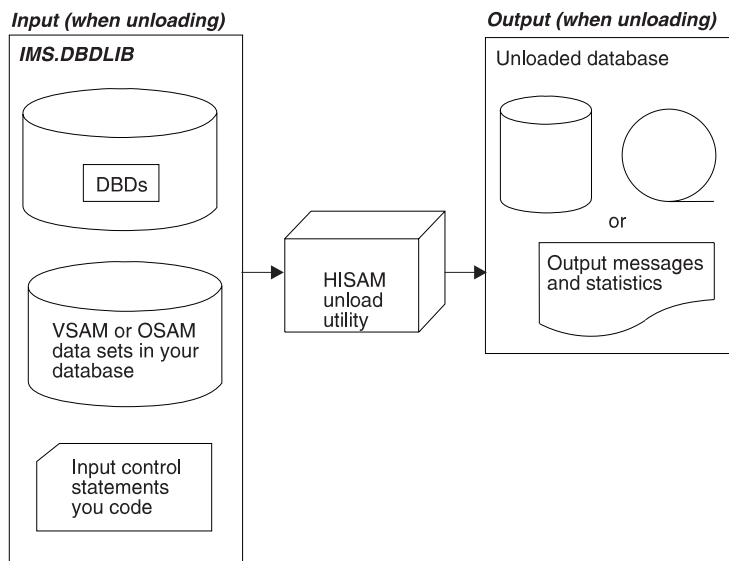 Input (when unloading)
IMS.DBDLIB
DBDs
VSAM or OSAM
data sets in your
database
Input control
statements
you code
HISAM
unload
utility
Output (when unloading)
Unloaded database
or
Output messages
and statistics